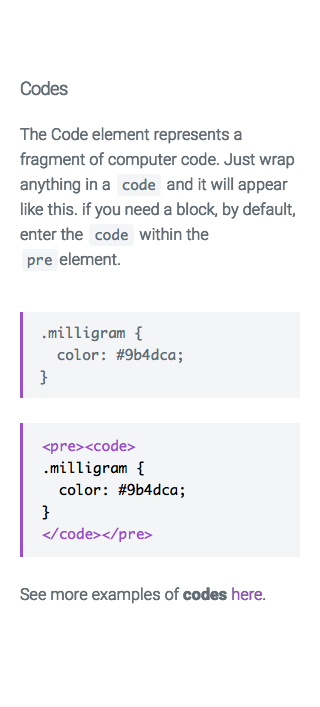 Codes
The Code element represents a
fragment of computer code. Just wrap
anything in a code and it will appear
like this. if you need a block, by default,
enter the code within the
pre element.
.milligram {
  color: #9b4dca;
}
<pre><code>
.milligram {
  color: #9b4dca;
}
</code></pre>
See more examples of codes here.